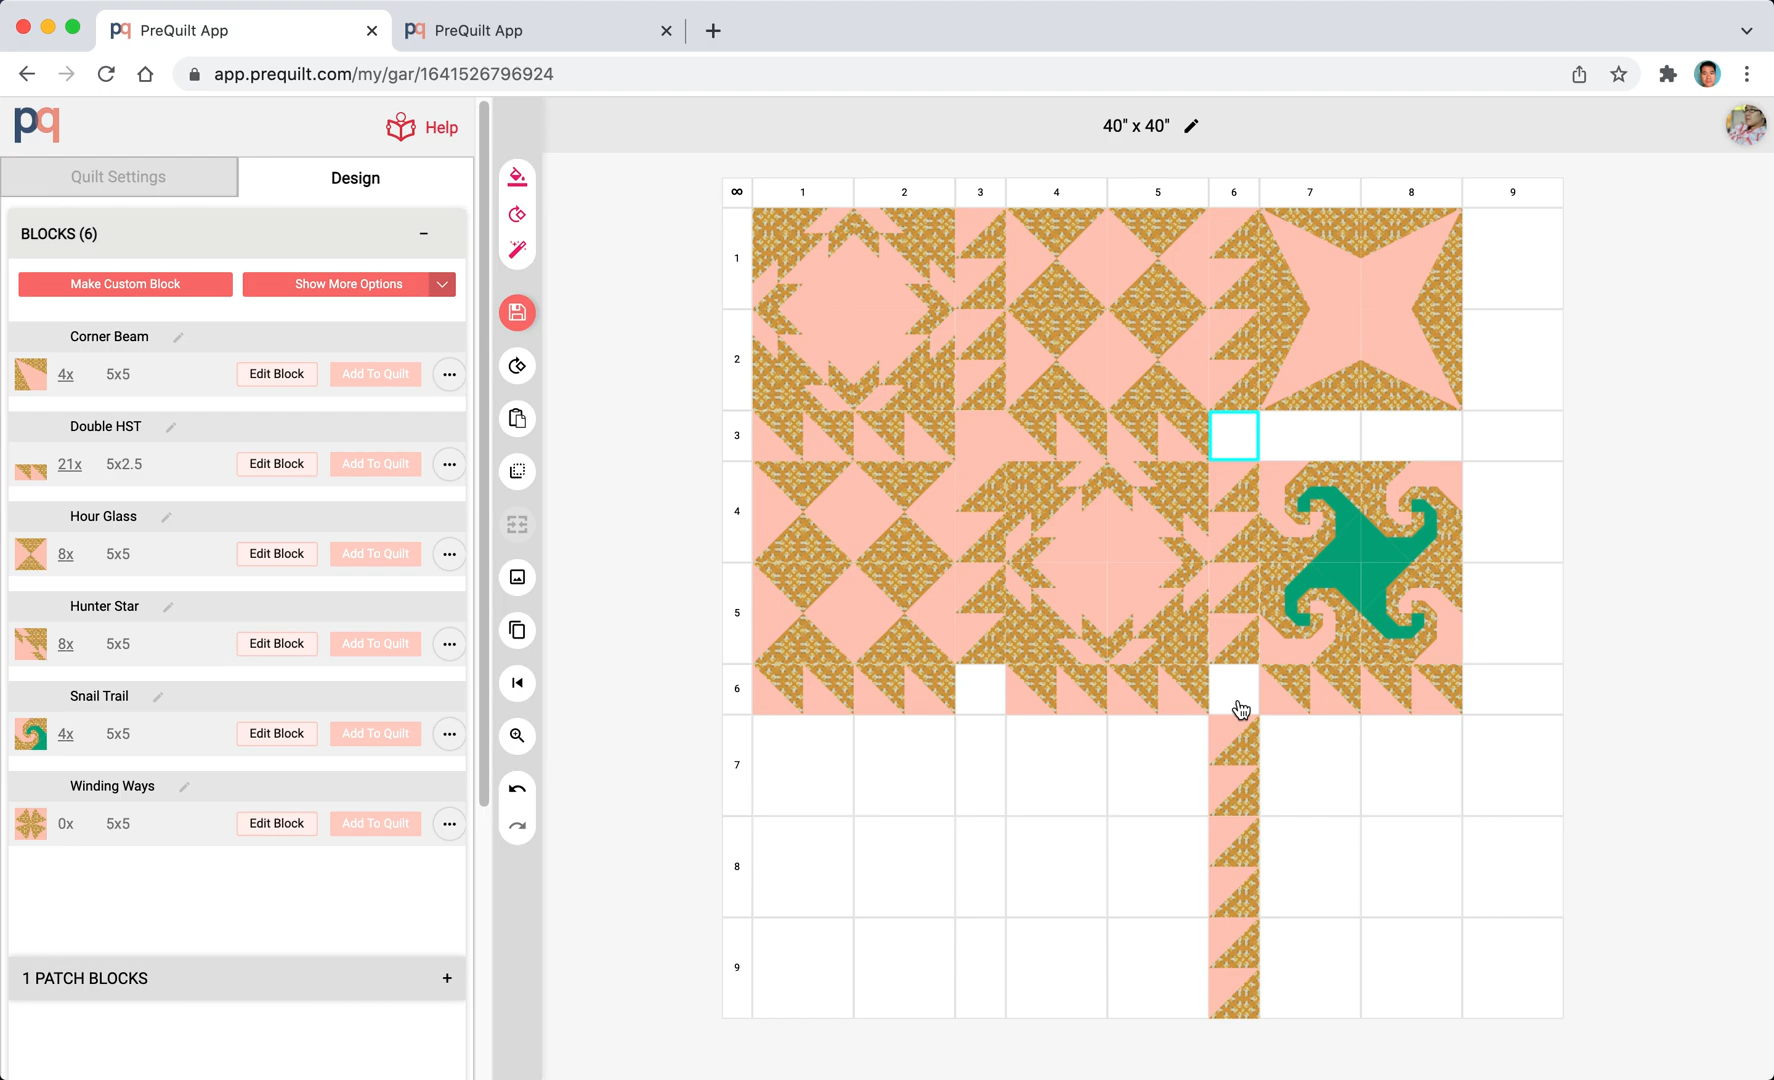 pq PreQuilt App
pq PreQuilt App
app.prequilt.com/my/gar/1641526796924
pq
Help
40" x 40"
Quilt Settings
Design
BLOCKS (6)
Make Custom Block
Show More Options
Corner Beam
4x 5x5 Edit Block Add To Quilt
Double HST
21x 5x2.5 Edit Block Add To Quilt
Hour Glass
8x 5x5 Edit Block Add To Quilt
Hunter Star
8x 5x5 Edit Block Add To Quilt
Snail Trail
4x 5x5 Edit Block Add To Quilt
Winding Ways
0x 5x5 Edit Block Add To Quilt
1 PATCH BLOCKS
∞ 1 2 3 4 5 6 7 8 9
1
2
3
4
5
6
7
8
9